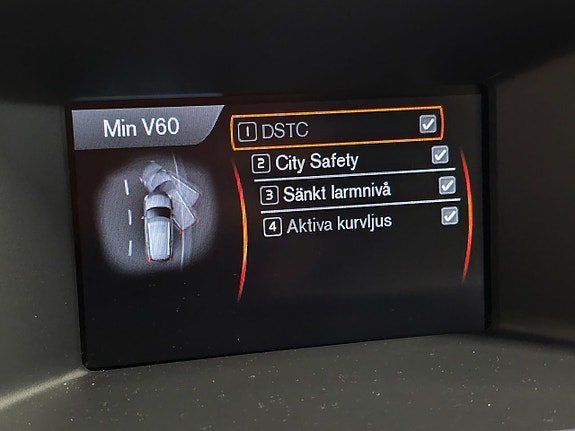 Min V60
1 DSTC
2 City Safety
3 Sänkt larmnivå
4 Aktiva kurvljus